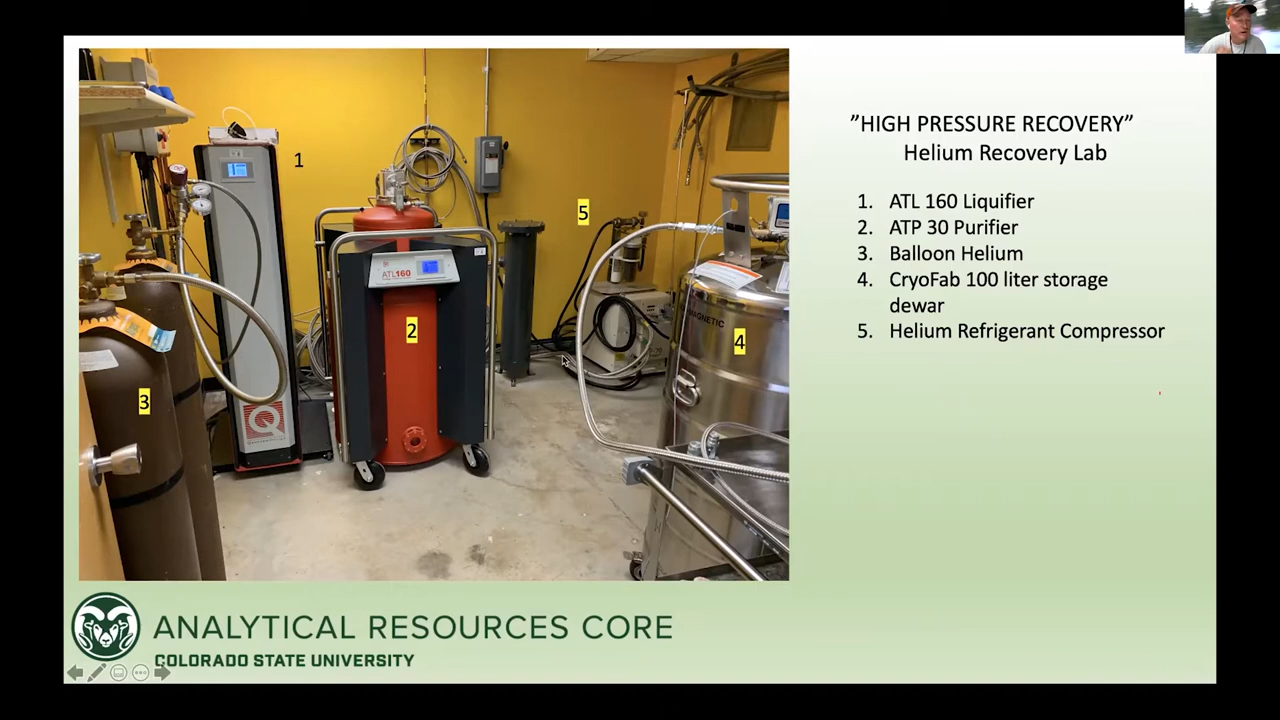 ”HIGH PRESSURE RECOVERY”
Helium Recovery Lab
1. ATL 160 Liquifier
2. ATP 30 Purifier
3. Balloon Helium
4. CryoFab 100 liter storage
dewar
5. Helium Refrigerant Compressor
1
5
ATL160
2
MAGNETIC
4
3
Q
ANALYTICAL RESOURCES CORE
COLORADO STATE UNIVERSITY